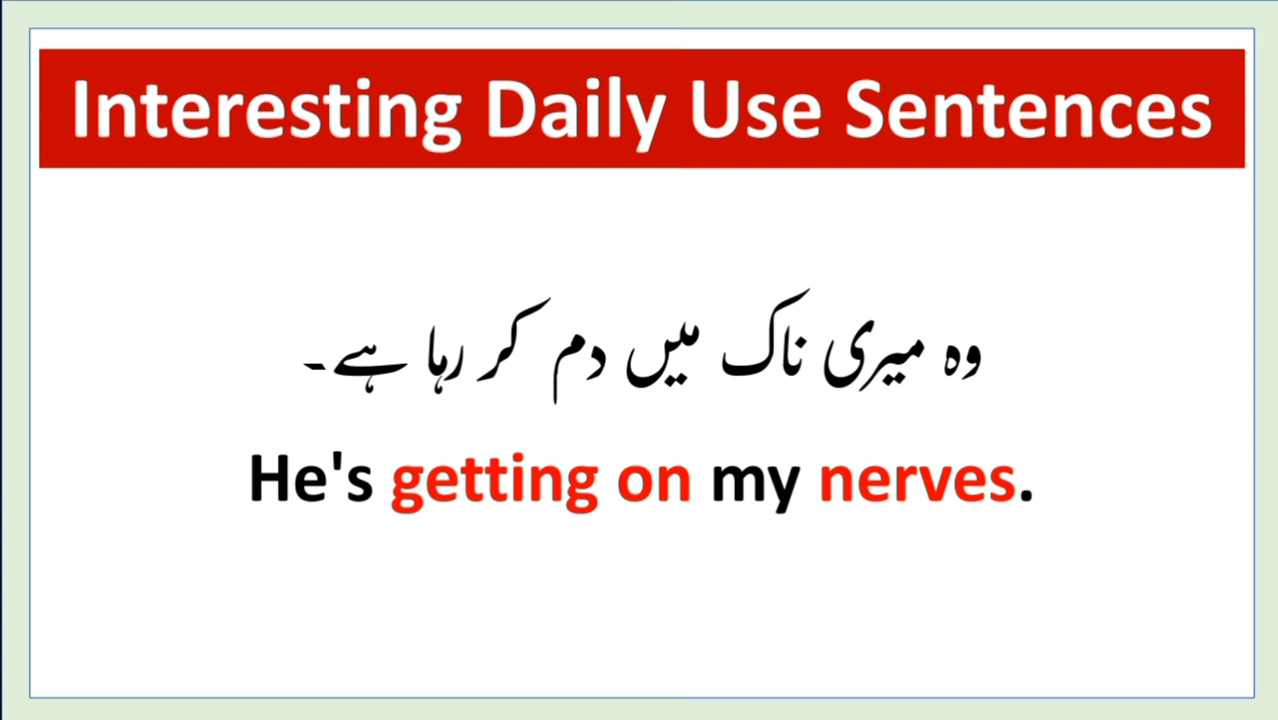 Interesting Daily Use Sentences
وہ میری ناک میں دم کر رہا ہے۔
He's getting on my nerves.